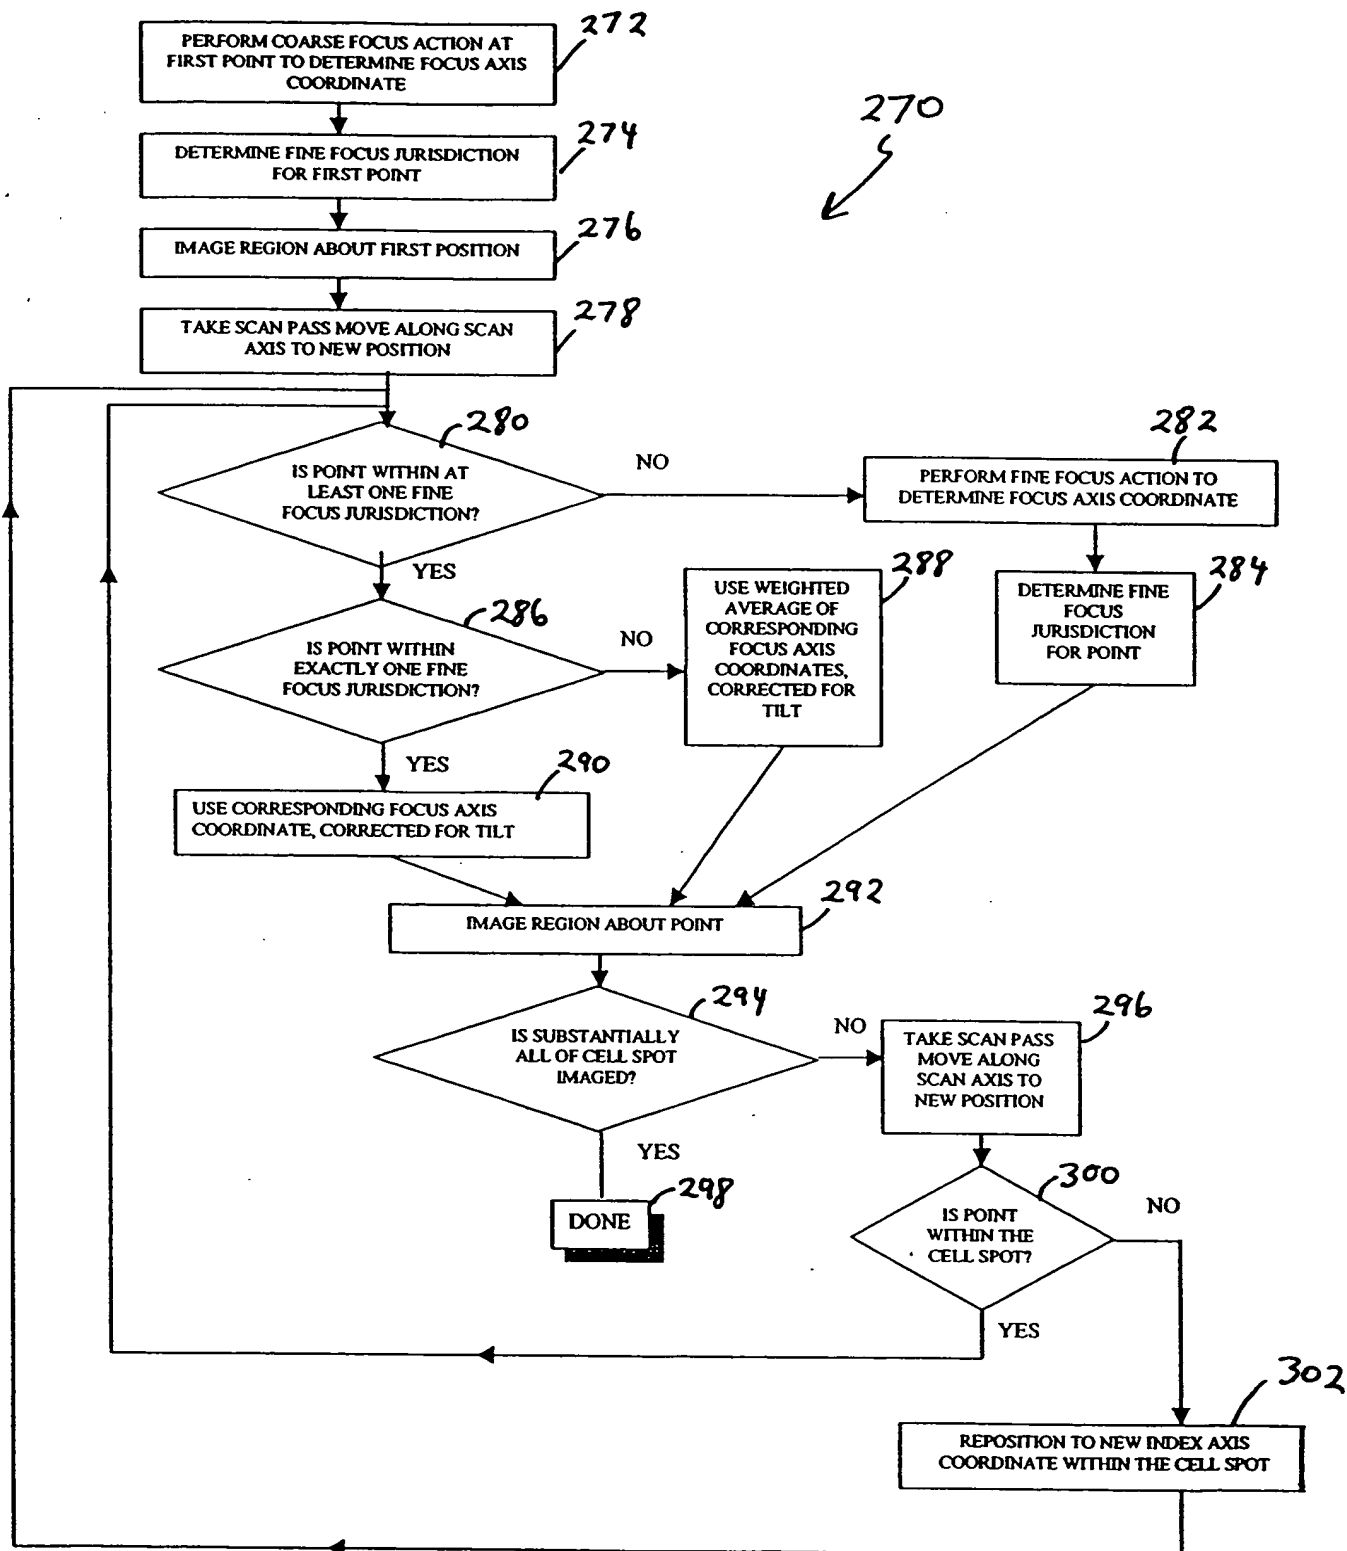 272
PERFORM COARSE FOCUS ACTION AT
FIRST POINT TO DETERMINE FOCUS AXIS
COORDINATE
270
274
DETERMINE FINE FOCUS JURISDICTION
FOR FIRST POINT
276
IMAGE REGION ABOUT FIRST POSITION
278
TAKE SCAN PASS MOVE ALONG SCAN
AXIS TO NEW POSITION
280
IS POINT WITHIN AT
LEAST ONE FINE
FOCUS JURISDICTION?
NO
282
PERFORM FINE FOCUS ACTION TO
DETERMINE FOCUS AXIS COORDINATE
YES
284
DETERMINE FINE
FOCUS
JURISDICTION
FOR POINT
286
IS POINT WITHIN
EXACTLY ONE FINE
FOCUS JURISDICTION?
NO
288
USE WEIGHTED
AVERAGE OF
CORRESPONDING
FOCUS AXIS
COORDINATES,
CORRECTED FOR
TILT
YES
290
USE CORRESPONDING FOCUS AXIS
COORDINATE, CORRECTED FOR TILT
292
IMAGE REGION ABOUT POINT
294
IS SUBSTANTIALLY
ALL OF CELL SPOT
IMAGED?
NO
296
TAKE SCAN PASS
MOVE ALONG
SCAN AXIS TO
NEW POSITION
YES
298
DONE
300
IS POINT
WITHIN THE
CELL SPOT?
NO
YES
302
REPOSITION TO NEW INDEX AXIS
COORDINATE WITHIN THE CELL SPOT